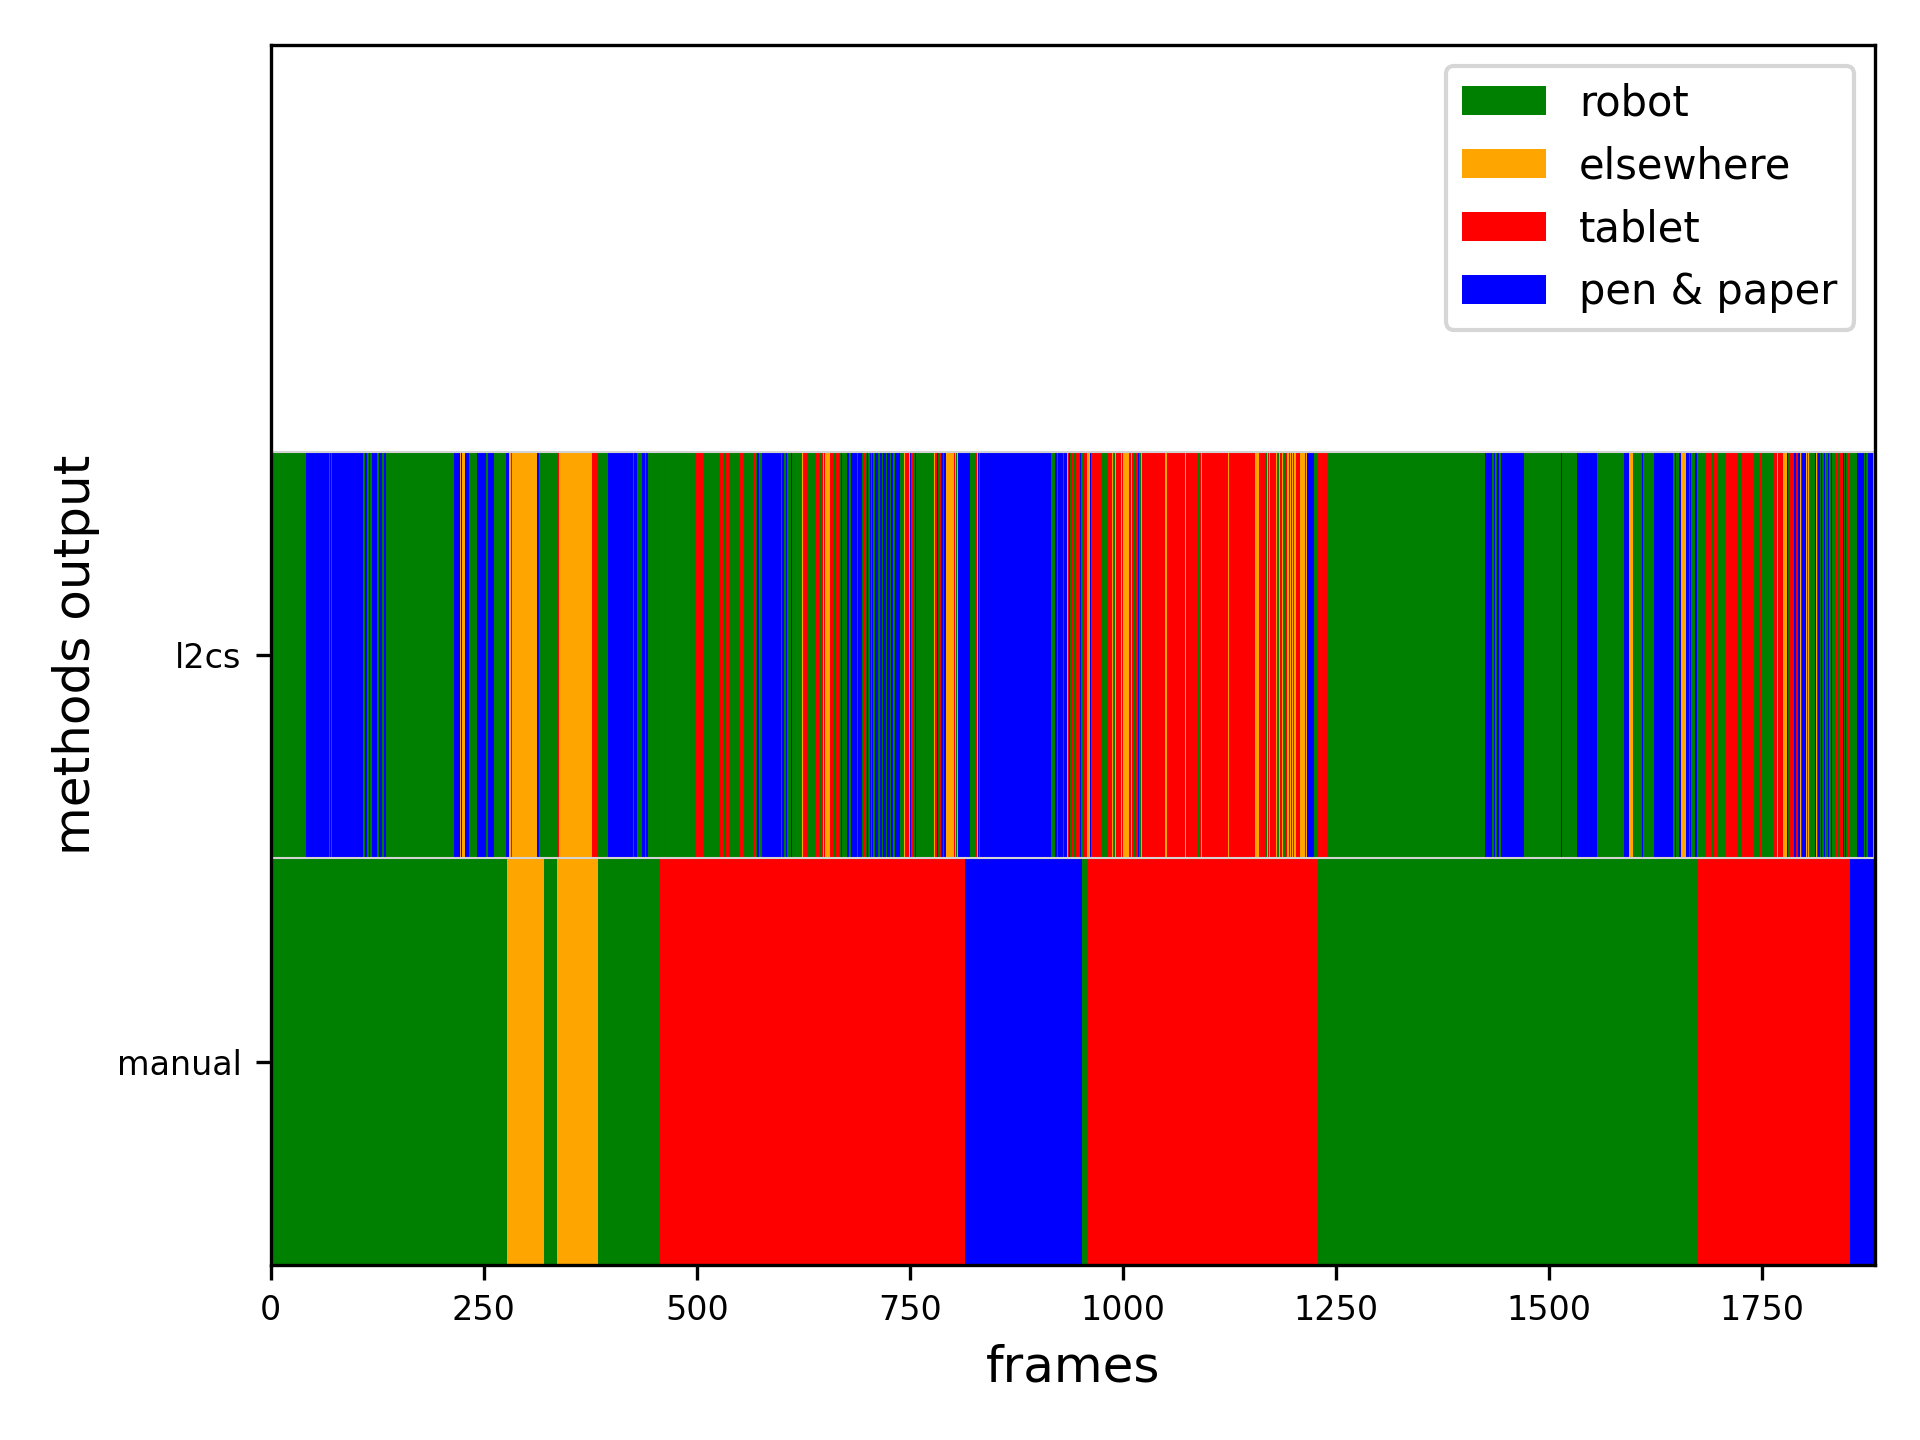 robot
elsewhere
tablet
pen & paper
methods output
l2cs
manual
0 250 500 750 1000 1250 1500 1750
frames